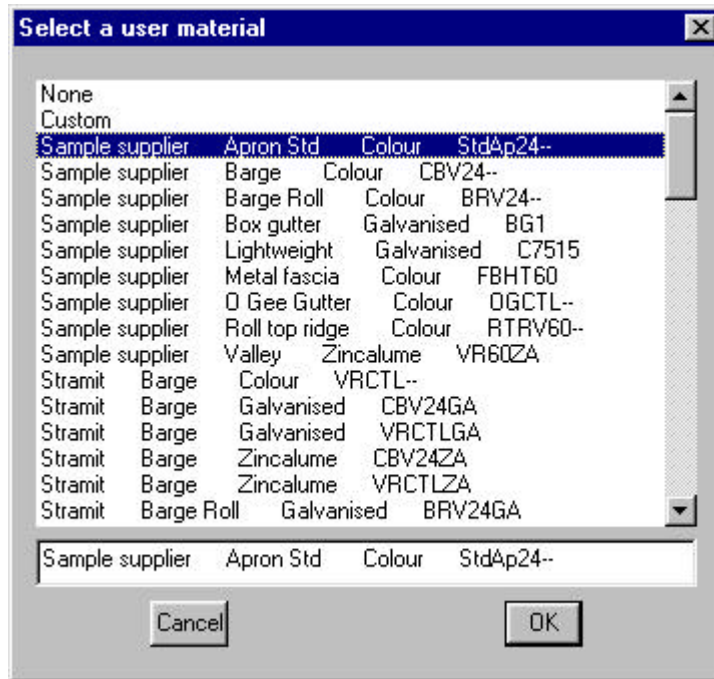 Select a user material
None
Custom
Sample supplier Apron Std Colour StdAp24--
Sample supplier Barge Colour CBV24--
Sample supplier Barge Roll Colour BRV24--
Sample supplier Box gutter Galvanised BG1
Sample supplier Lightweight Galvanised C7515
Sample supplier Metal fascia Colour FBHT60
Sample supplier O Gee Gutter Colour OGCTL--
Sample supplier Roll top ridge Colour RTRV60--
Sample supplier Valley Zincalume VR60ZA
Stramit Barge Colour VRCTL--
Stramit Barge Galvanised CBV24GA
Stramit Barge Galvanised VRCTLGA
Stramit Barge Zincalume CBV24ZA
Stramit Barge Zincalume VRCTLZA
Stramit Barge Roll Galvanised BRV24GA
Sample supplier Apron Std Colour StdAp24--
Cancel OK